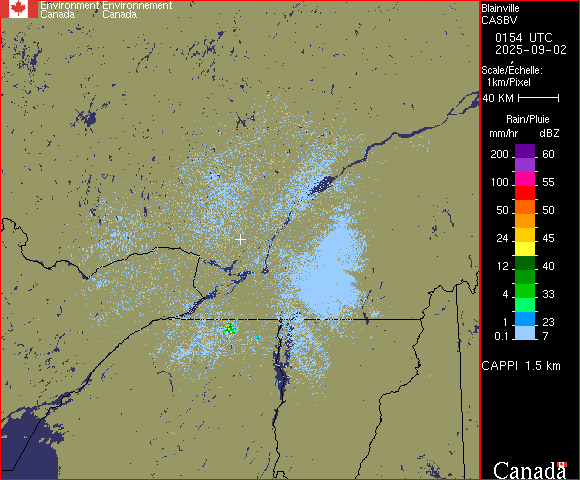 Environment Environnement
Canada Canada
Blainville
CASBV
0154 UTC
2025-09-02
Scale/Échelle:
1km/Pixel
40 KM
Rain/Pluie
mm/hr dBZ
200 60
55
100 55
50
50 50
24 45
12 40
4 33
1 23
0.1 7
CAPPI 1.5 km
Canada